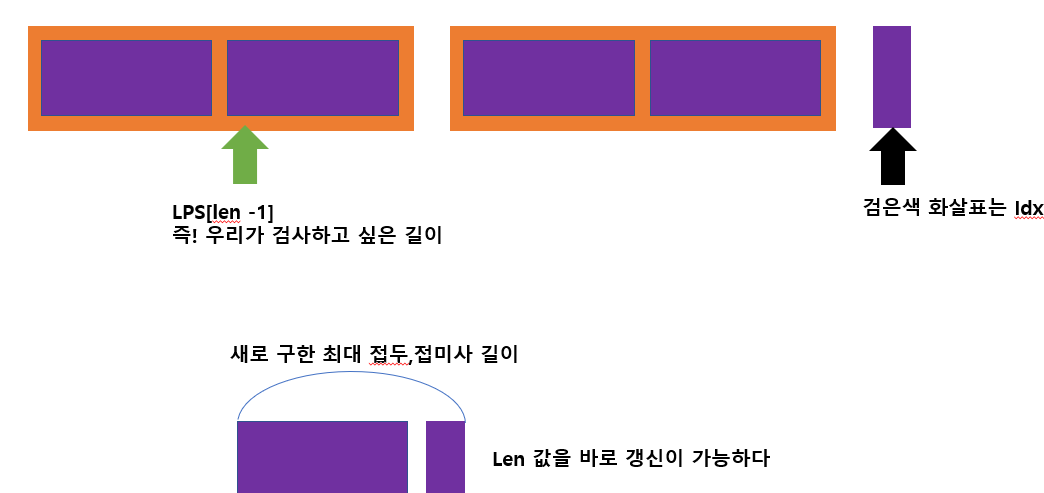 LPS[len -1]
즉! 우리가 검사하고 싶은 길이
검은색 화살표는 Idx
새로 구한 최대 접두,접미사 길이
Len 값을 바로 갱신이 가능하다